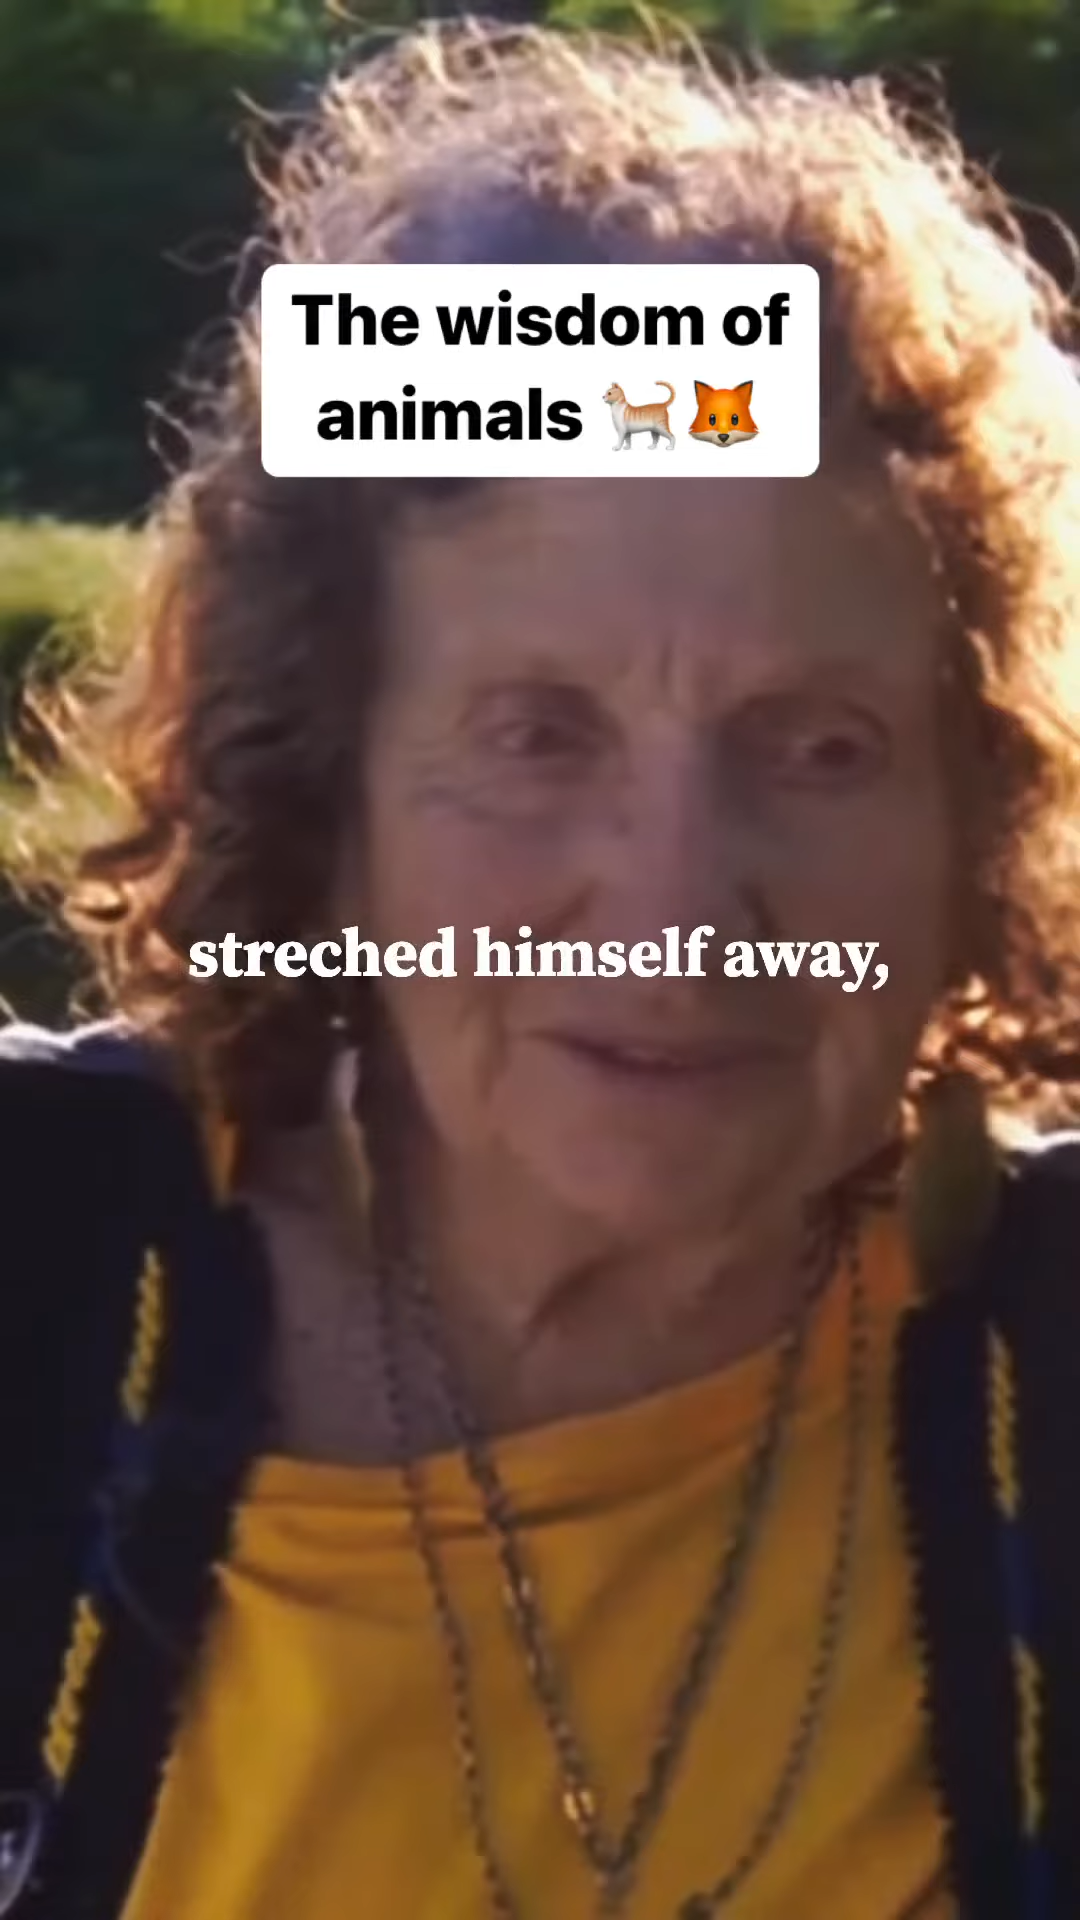 The wisdom of
animals 🐈🦊
streched himself away,